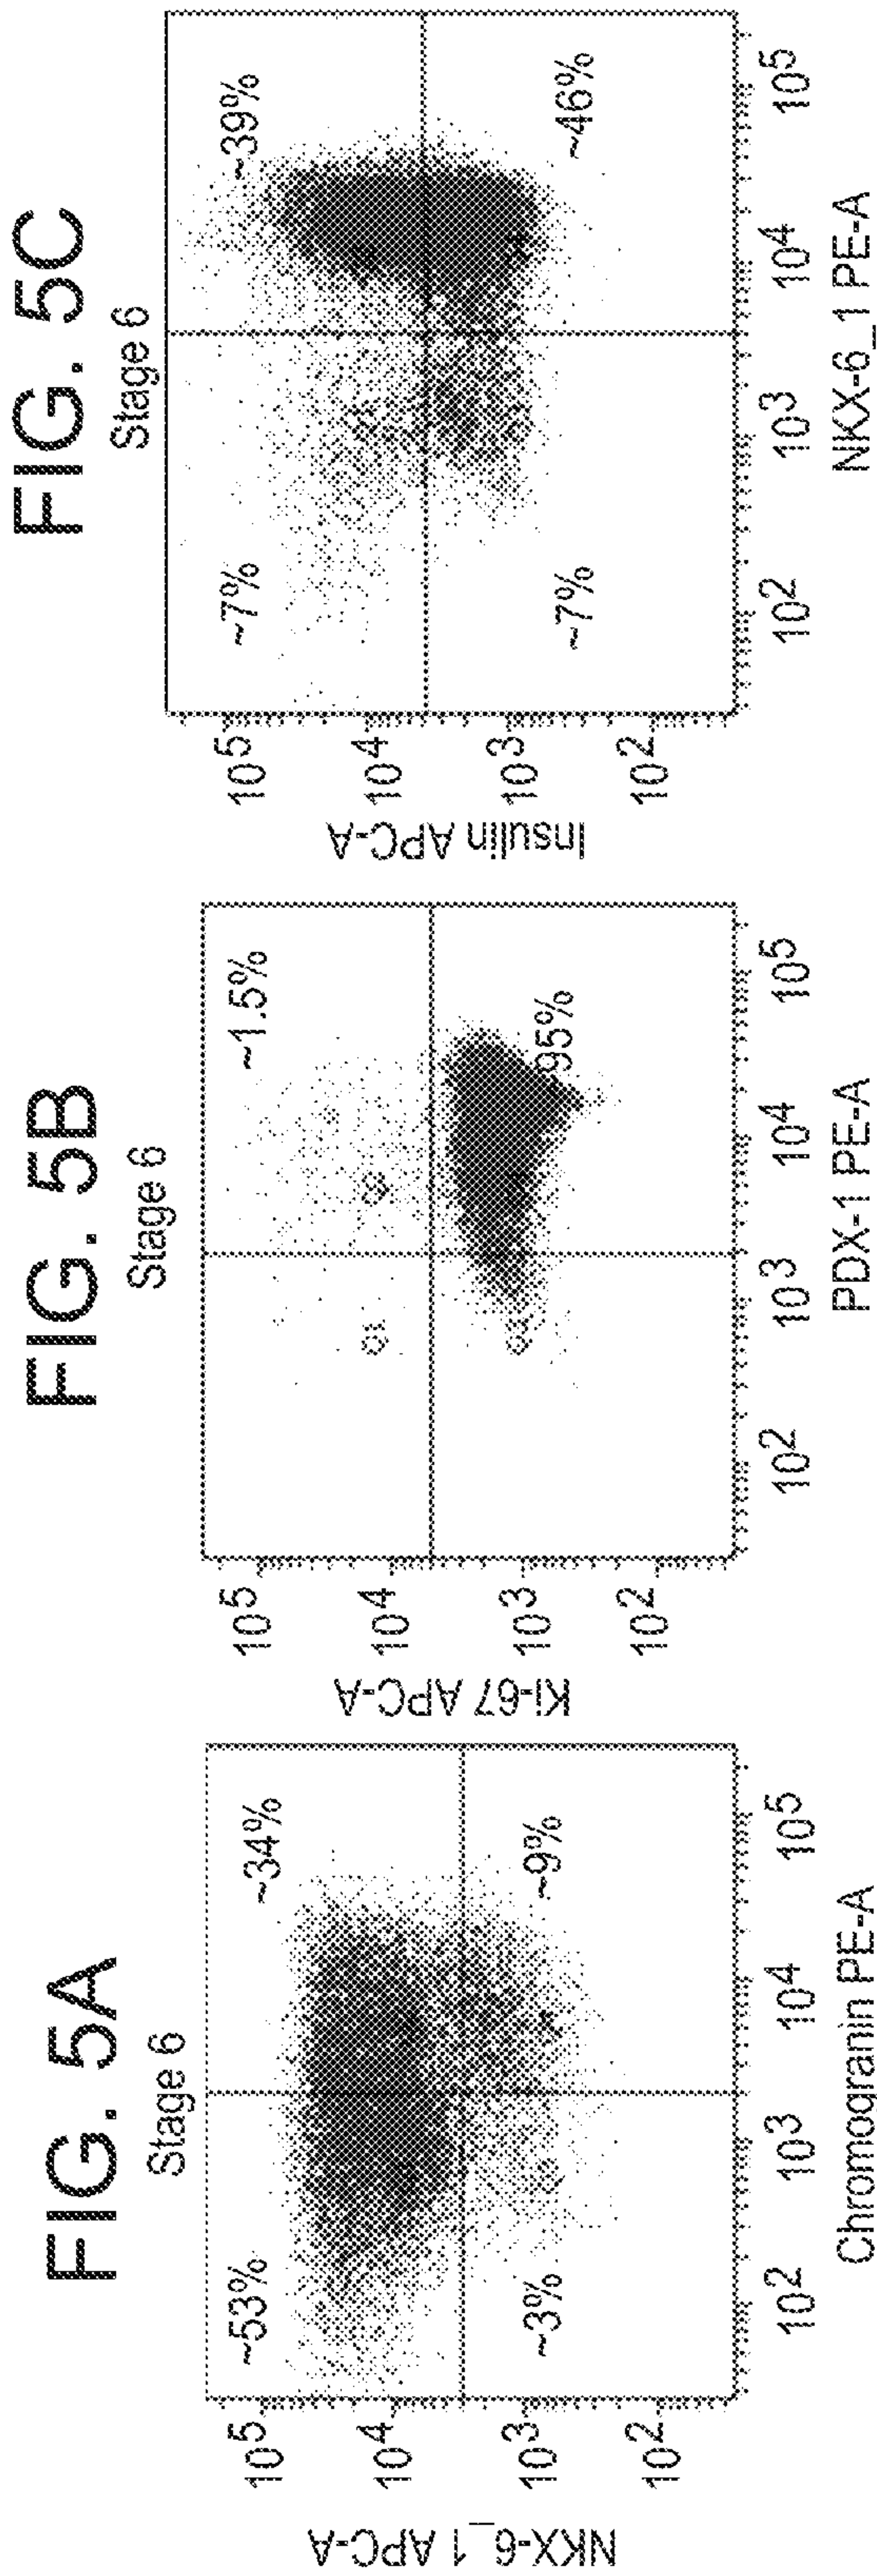 FIG. 5A
Stage 6
~53%
~34%
~3%
~9%
10^5
10^4
10^3
10^2
NKX-6_1 APC-A
10^2
10^3
10^4
10^5
Chromogranin PE-A
FIG. 5B
Stage 6
~1.5%
~95%
10^5
10^4
10^3
10^2
Ki-67 APC-A
10^2
10^3
10^4
10^5
PDX-1 PE-A
FIG. 5C
Stage 6
~7%
~39%
~7%
~46%
10^5
10^4
10^3
10^2
Insulin APC-A
10^2
10^3
10^4
10^5
NKX-6_1 PE-A